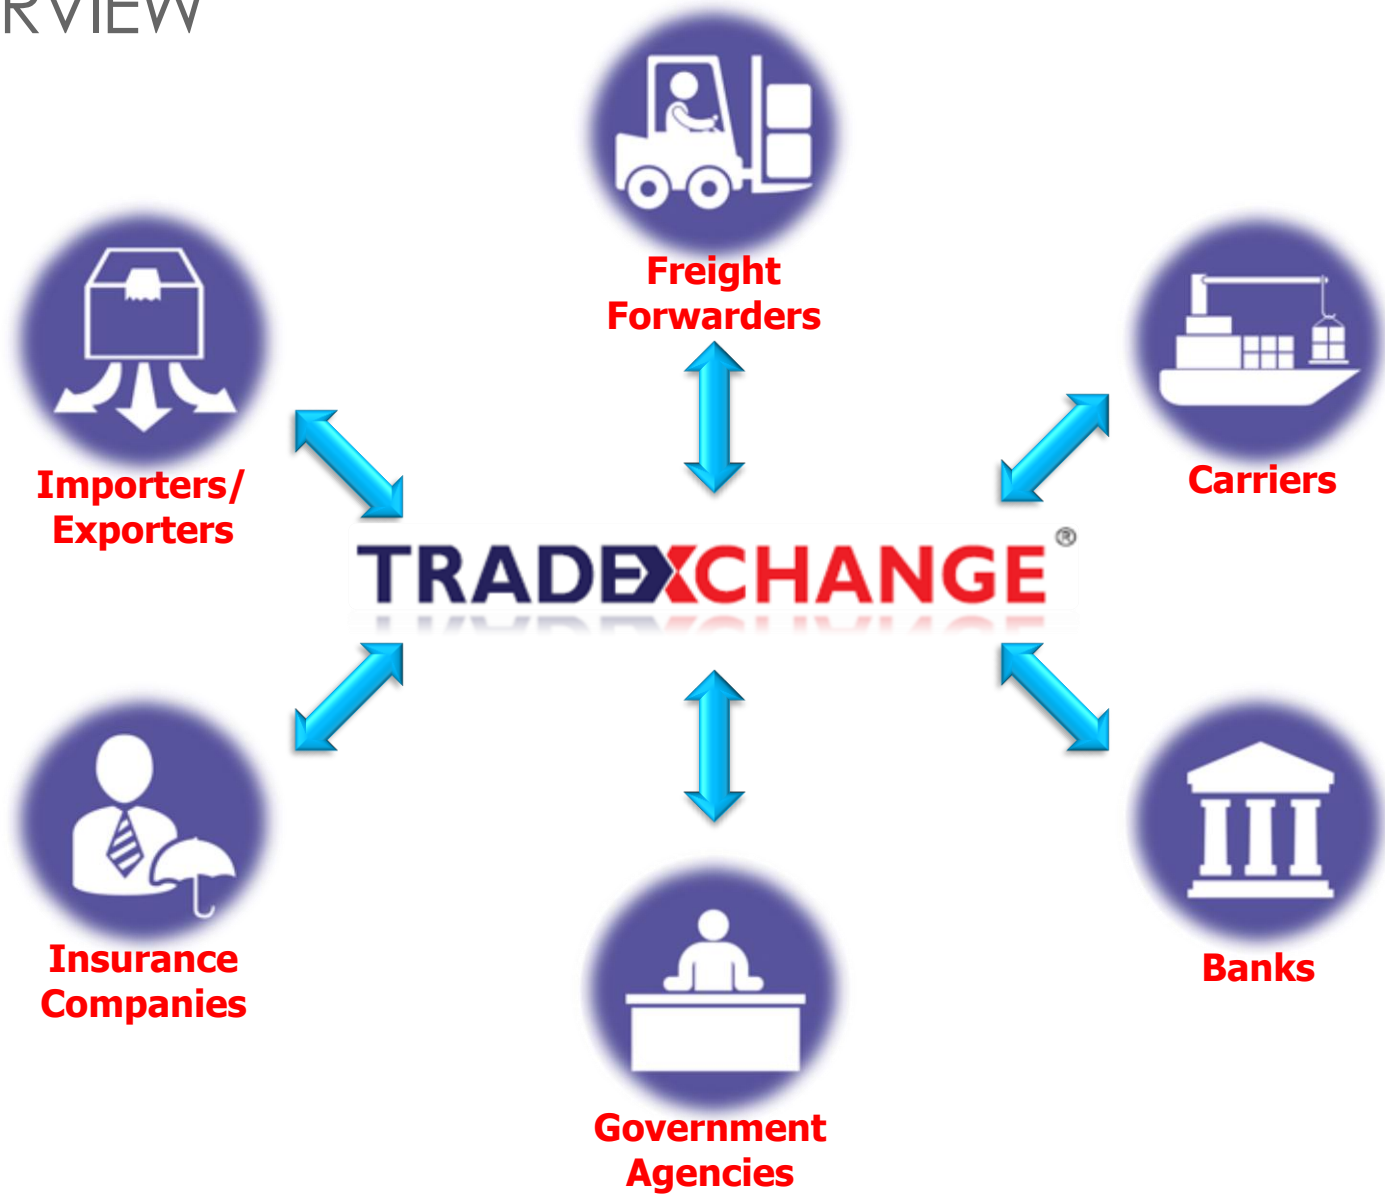 RVIEW
Freight
Forwarders
Carriers
Importers/
Exporters
TRADEXCHANGE®
Insurance
Companies
Banks
Government
Agencies